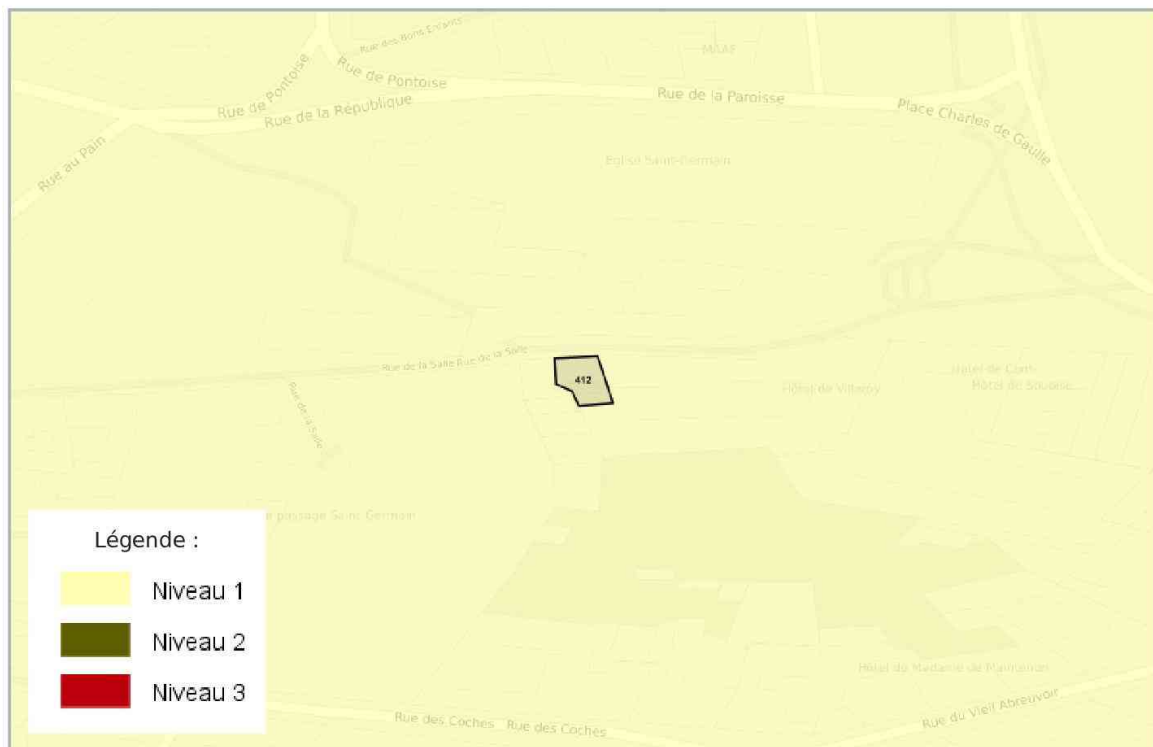 Rue des Bons Enfants
MAAF
Rue de Pontoise
Rue de Pontoise
Rue de la République
Rue de la Paroisse
Place Charles de Gaulle
Rue au Pain
Eglise Saint-Germain
Rue de la Salle Rue de la Salle
412
Hôtel de Villeroy
Hôtel de Conti
Hôtel de Soubise
Rue de la Salle
passage Saint Germain
Légende :
Niveau 1
Niveau 2
Niveau 3
Hôtel de Madame de Maintenon
Rue des Coches Rue des Coches
Rue du Vieil Abreuvoir